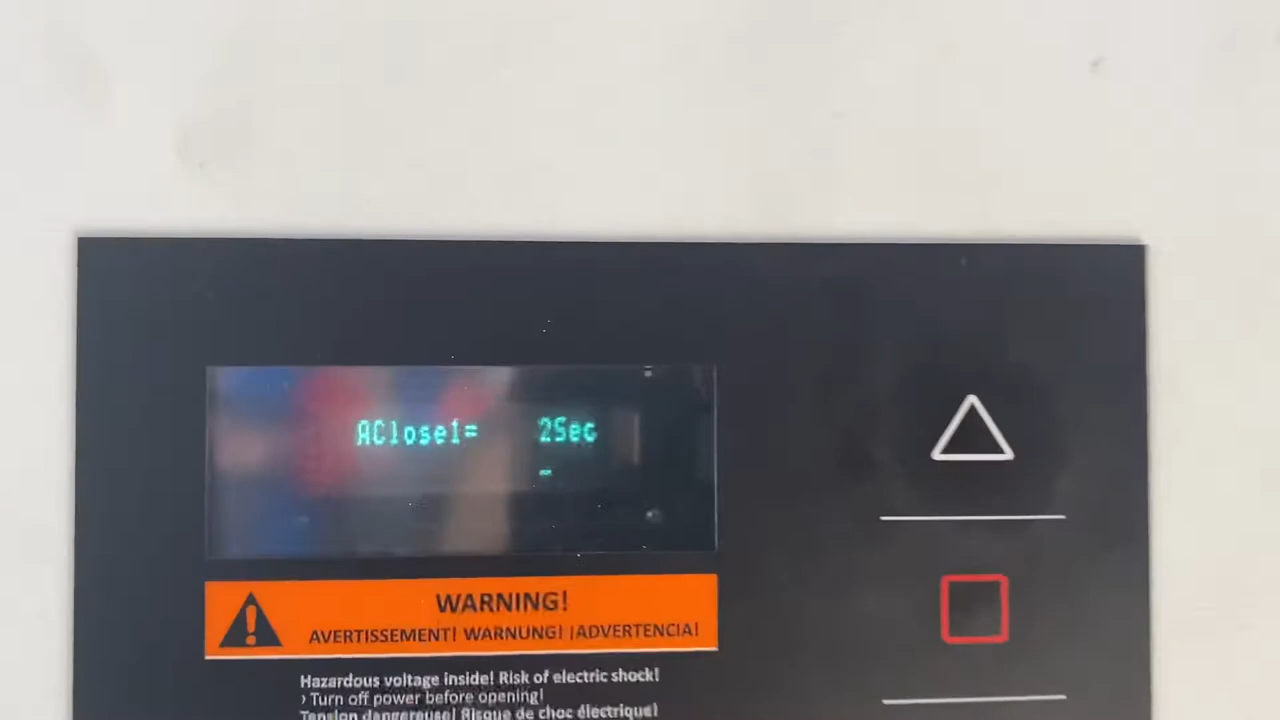 AClose1= 2Sec
WARNING!
AVERTISSEMENT! WARNUNG! ¡ADVERTENCIA!
Hazardous voltage inside! Risk of electric shock!
› Turn off power before opening!
Tension dangereuse! Risque de choc électrique!